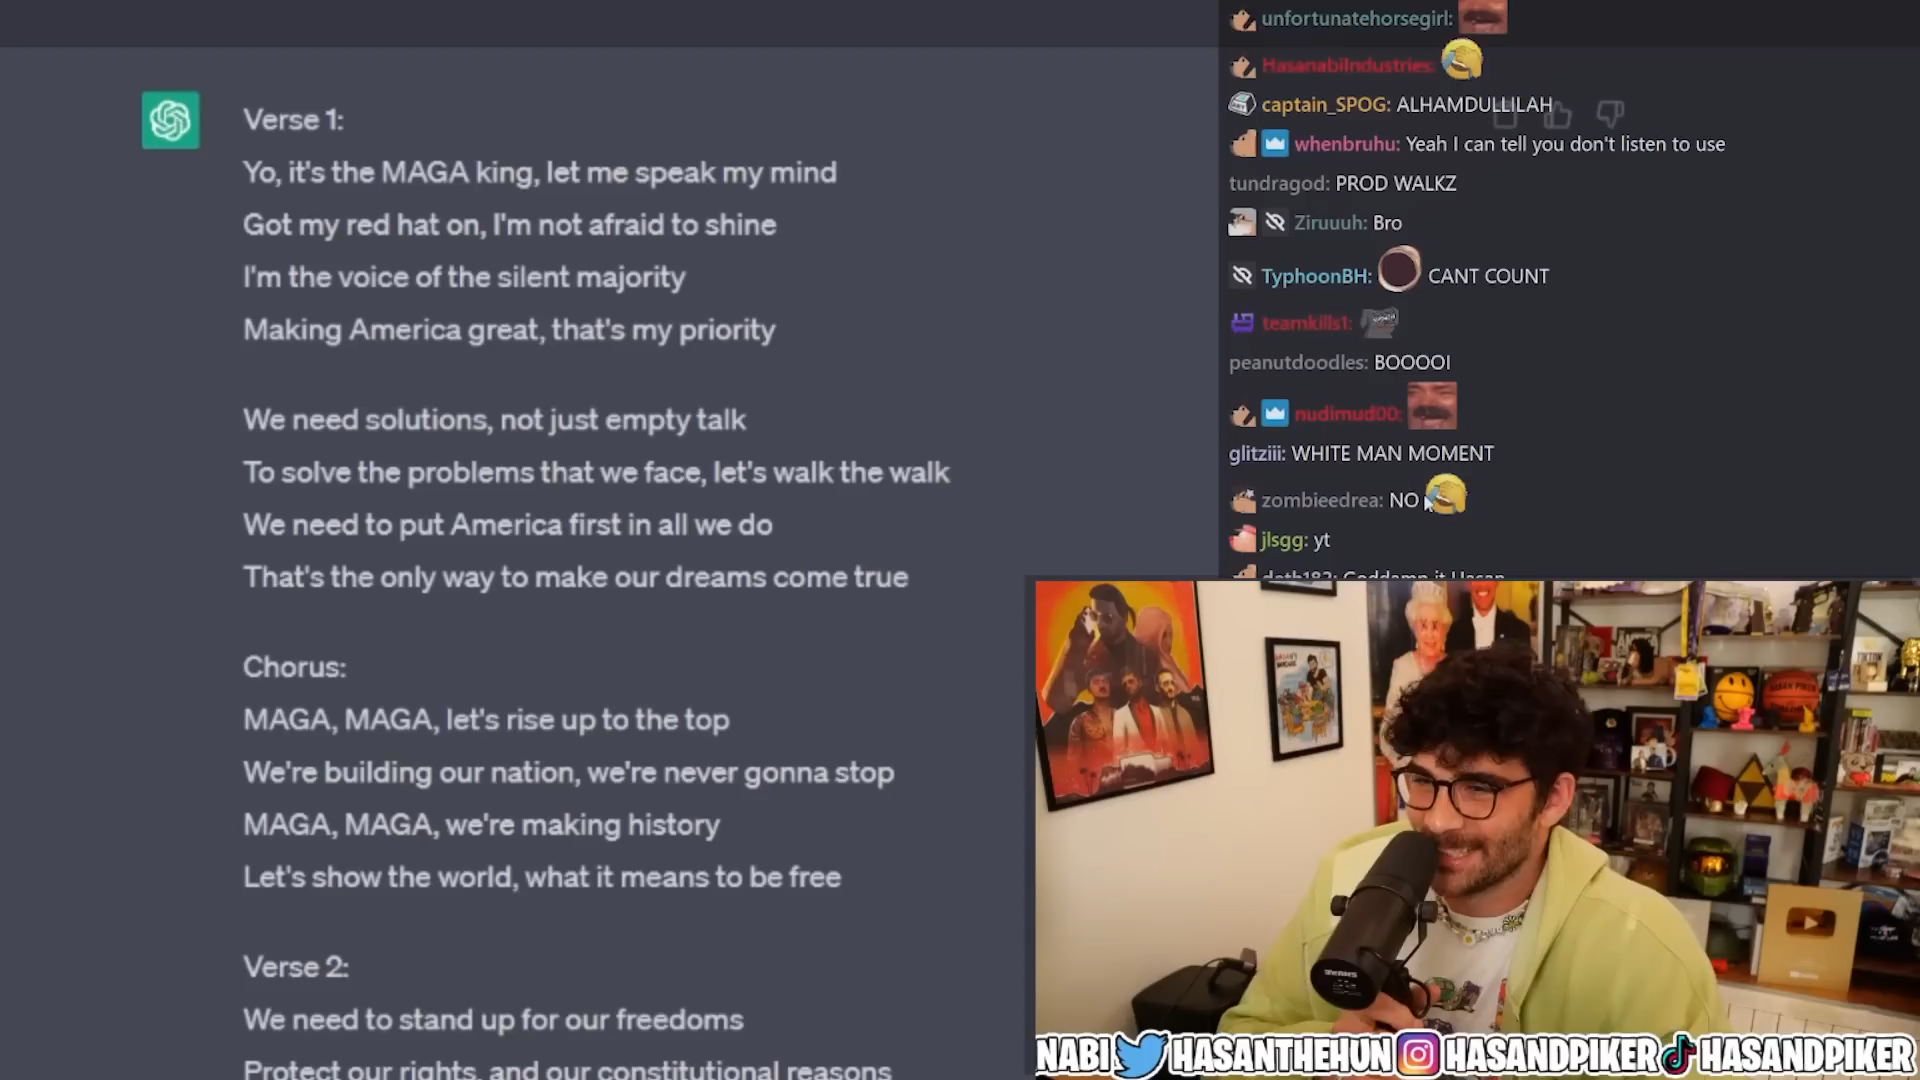 Verse 1:
Yo, it's the MAGA king, let me speak my mind
Got my red hat on, I'm not afraid to shine
I'm the voice of the silent majority
Making America great, that's my priority
We need solutions, not just empty talk
To solve the problems that we face, let's walk the walk
We need to put America first in all we do
That's the only way to make our dreams come true
Chorus:
MAGA, MAGA, let's rise up to the top
We're building our nation, we're never gonna stop
MAGA, MAGA, we're making history
Let's show the world, what it means to be free
Verse 2:
We need to stand up for our freedoms
Protect our rights, and our constitutional reasons
unfortunatehorsegirl:
HasanabiIndustries:
captain_SPOG: ALHAMDULLILAH
whenbruhu: Yeah I can tell you don't listen to use
tundragod: PROD WALKZ
Ziruuuh: Bro
TyphoonBH: CANT COUNT
teamkills1:
peanutdoodles: BOOOOI
nudimud00:
glitziii: WHITE MAN MOMENT
zombieedrea: NO
jlsgg: yt
Goddamn it Hasan
NABI HASANTHEHUN HASANDPIKER HASANDPIKER